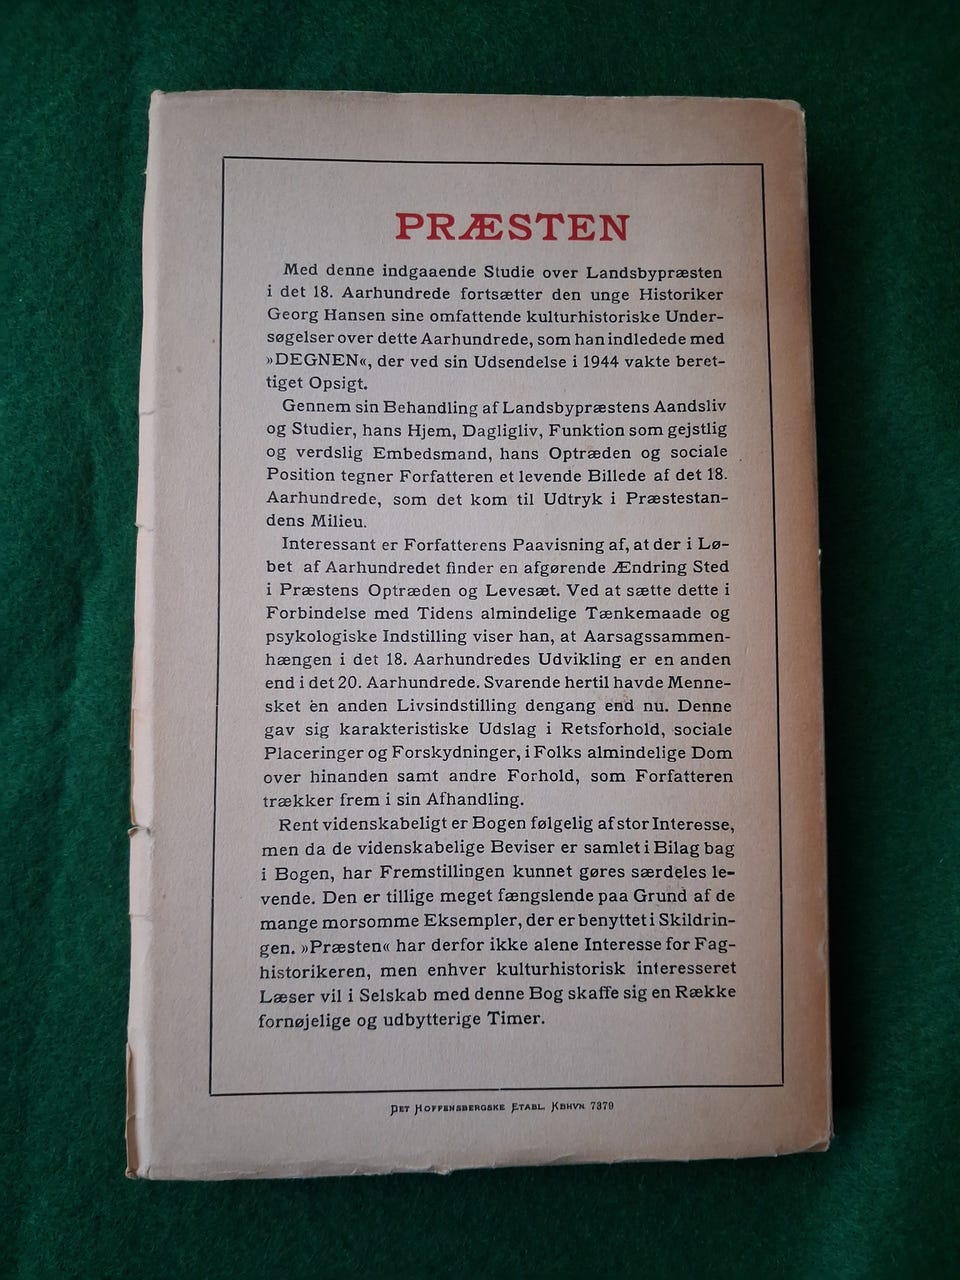 PRÆSTEN
Med denne indgaaende Studie over Landsbypræsten
i det 18. Aarhundrede fortsætter den unge Historiker
Georg Hansen sine omfattende kulturhistoriske Under-
søgelser over dette Aarhundrede, som han indledede med
»DEGNEN«, der ved sin Udsendelse i 1944 vakte beret-
tiget Opsigt.
Gennem sin Behandling af Landsbypræstens Aandsliv
og Studier, hans Hjem, Dagligliv, Funktion som gejstlig
og verdslig Embedsmand, hans Optræden og sociale
Position tegner Forfatteren et levende Billede af det 18.
Aarhundrede, som det kom til Udtryk i Præstestan-
dens Milieu.
Interessant er Forfatterens Paavisning af, at der i Lø-
bet af Aarhundredet finder en afgørende Ændring Sted
i Præstens Optræden og Levesæt. Ved at sætte dette i
Forbindelse med Tidens almindelige Tænkemaade og
psykologiske Indstilling viser han, at Aarsagssammen-
hængen i det 18. Aarhundredes Udvikling er en anden
end i det 20. Aarhundrede. Svarende hertil havde Menne-
sket en anden Livsindstilling dengang end nu. Denne
gav sig karakteristiske Udslag i Retsforhold, sociale
Placeringer og Forskydninger, i Folks almindelige Dom
over hinanden samt andre Forhold, som Forfatteren
trækker frem i sin Afhandling.
Rent videnskabeligt er Bogen følgelig af stor Interesse,
men da de videnskabelige Beviser er samlet i Bilag bag
i Bogen, har Fremstillingen kunnet gøres særdeles le-
vende. Den er tillige meget fængslende paa Grund af de
mange morsomme Eksempler, der er benyttet i Skildrin-
gen. »Præsten« har derfor ikke alene Interesse for Fag-
historikeren, men enhver kulturhistorisk interesseret
Læser vil i Selskab med denne Bog skaffe sig en Række
fornøjelige og udbytterige Timer.
DET HOFFENSBERGSKE ETABL. KBHVN. 7379